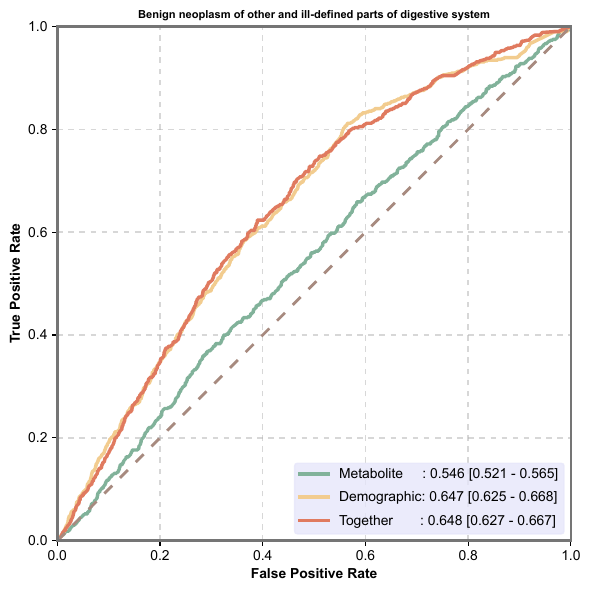 Benign neoplasm of other and ill-defined parts of digestive system
1.0
0.8
0.6
0.4
0.2
0.0
True Positive Rate
Metabolite : 0.546 [0.521 - 0.565]
Demographic: 0.647 [0.625 - 0.668]
Together : 0.648 [0.627 - 0.667]
0.0 0.2 0.4 0.6 0.8 1.0
False Positive Rate